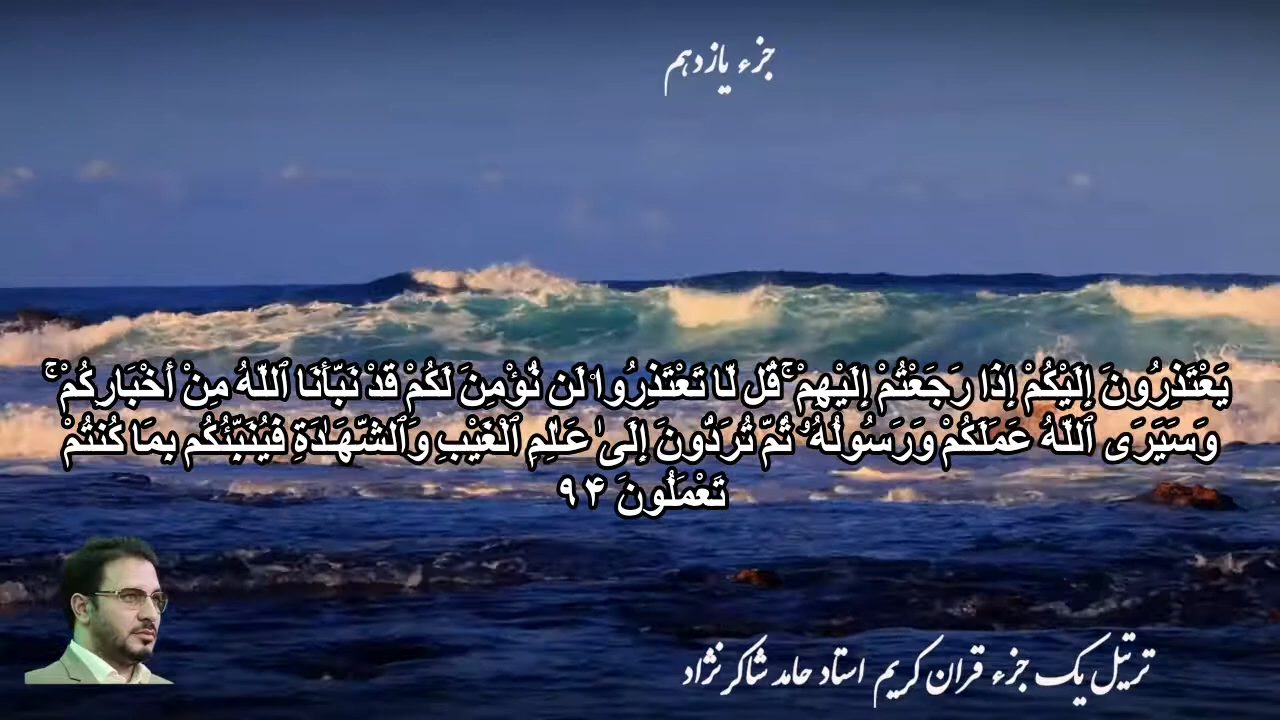 جزء یازدهم
يَعْتَذِرُونَ إِلَيْكُمْ إِذَا رَجَعْتُمْ إِلَيْهِمْ ۚ قُل لَّا تَعْتَذِرُوا۟ لَن نُّؤْمِنَ لَكُمْ قَدْ نَبَّأَنَا ٱللَّهُ مِنْ أَخْبَارِكُمْ ۚ
وَسَيَرَى ٱللَّهُ عَمَلَكُمْ وَرَسُولُهُۥ ثُمَّ تُرَدُّونَ إِلَىٰ عَـٰلِمِ ٱلْغَيْبِ وَٱلشَّهَـٰدَةِ فَيُنَبِّئُكُم بِمَا كُنتُمْ
تَعْمَلُونَ ۹۴
ترتیل یک جزء قران کریم استاد حامد شاکرنژاد